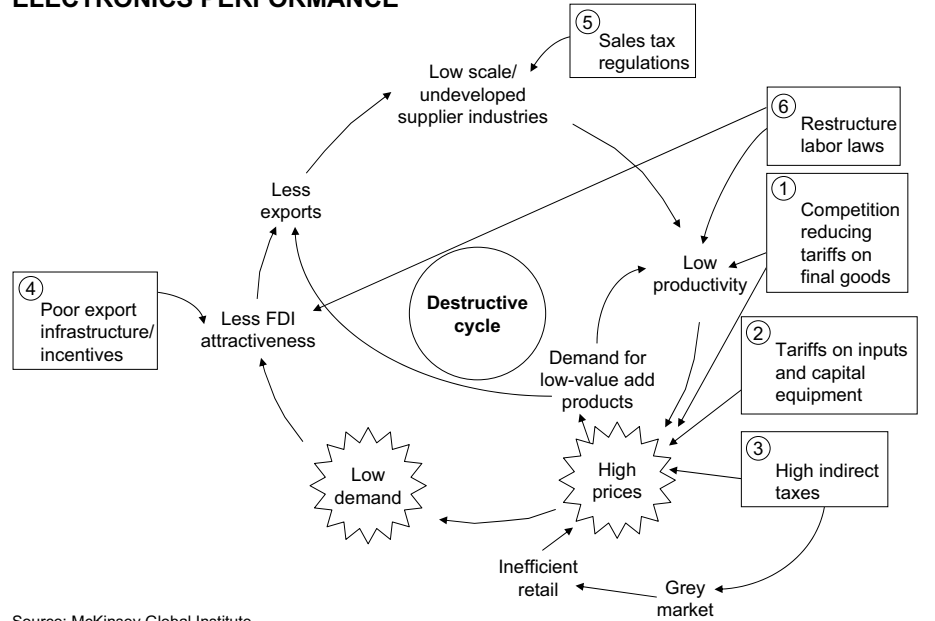 ELECTRONICS PERFORMANCE
5
Sales tax
regulations
Low scale/
undeveloped
supplier industries
6
Restructure
labor laws
Less
exports
1
Competition
reducing
tariffs on
final goods
Low
productivity
4
Poor export
infrastructure/
incentives
Less FDI
attractiveness
Destructive
cycle
2
Tariffs on inputs
and capital
equipment
Demand for
low-value add
products
3
High indirect
taxes
Low
demand
High
prices
Inefficient
retail
Grey
market
Source: McKinsey Global Institute